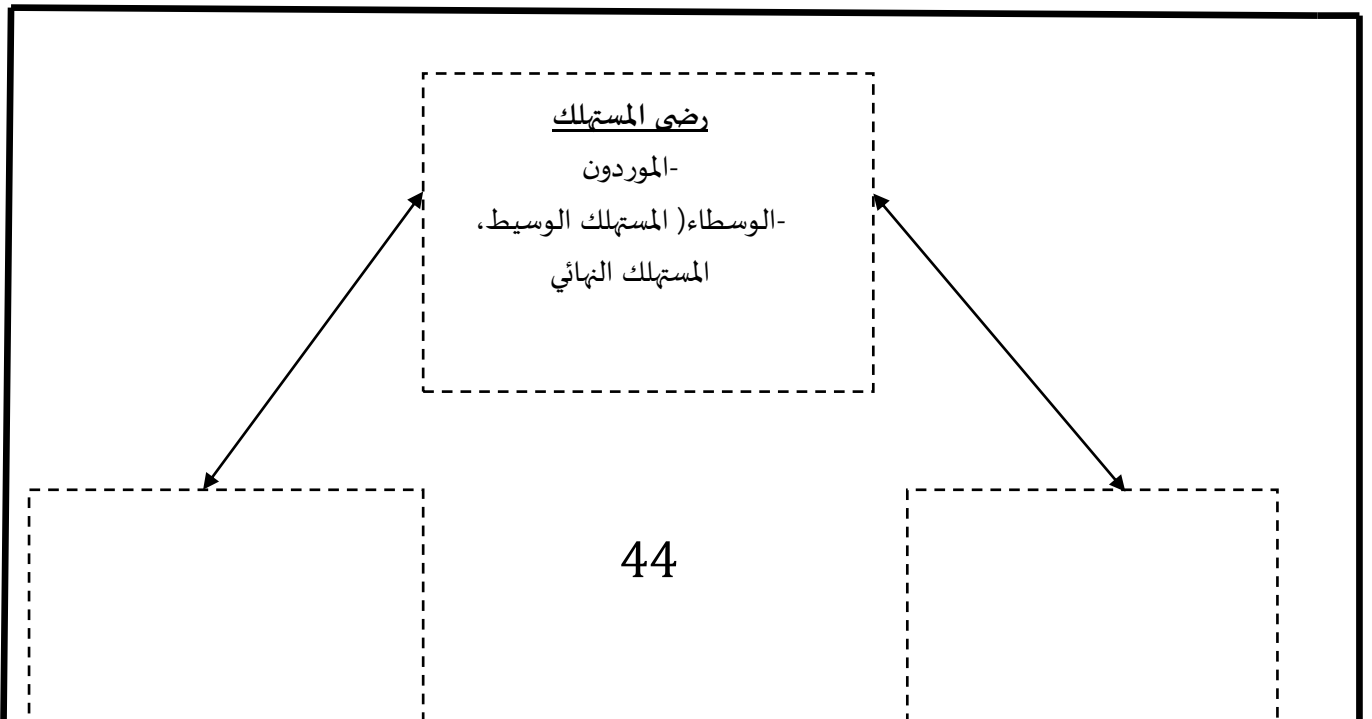 رضى المستهلك
-الموردون
-الوسطاء( المستهلك الوسيط،
المستهلك النهائي
44